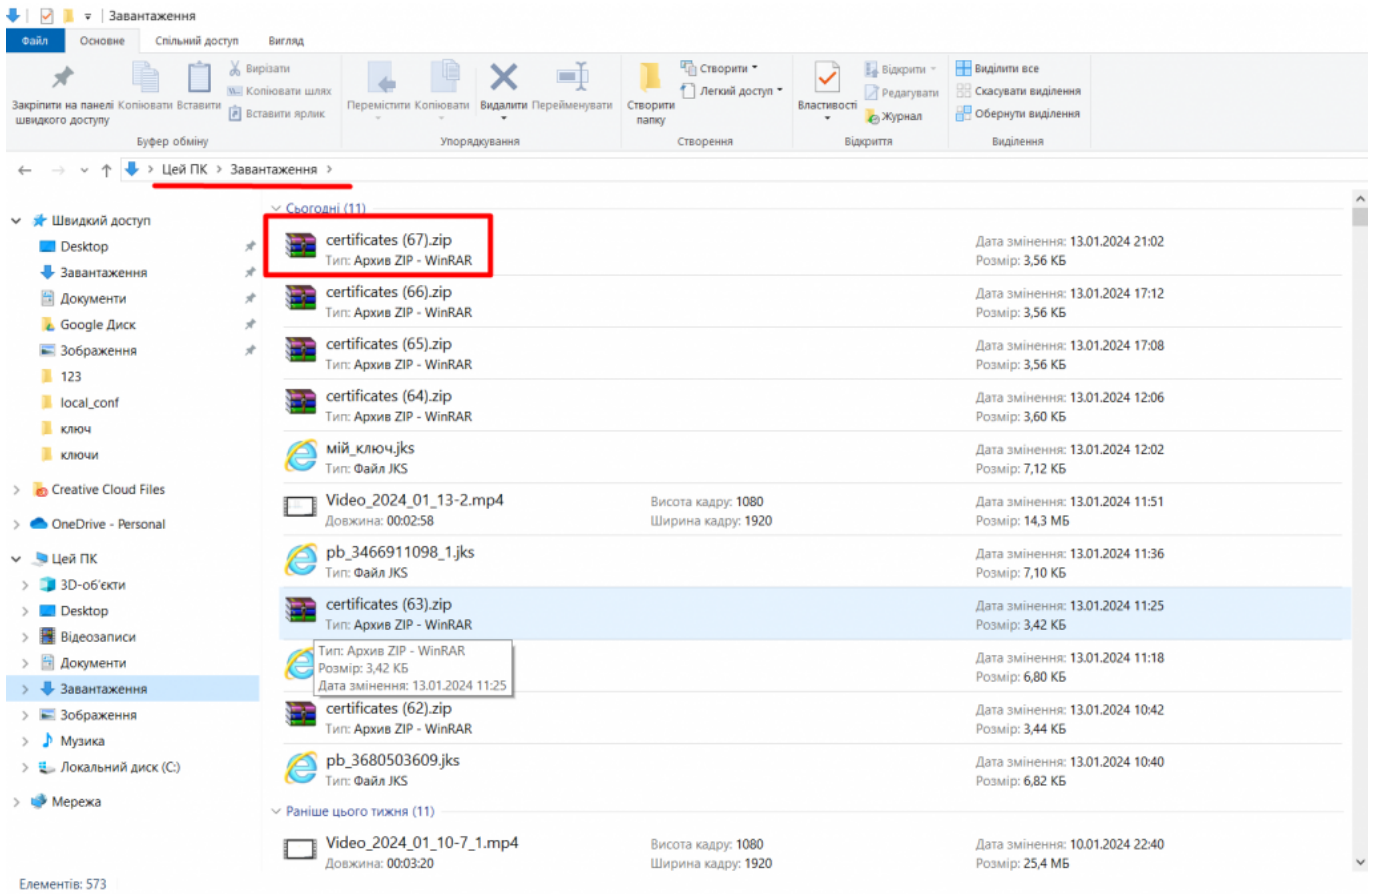 Завантаження
Файл Основне Спільний доступ Вигляд
Закріпити на панелі швидкого доступу
Копіювати
Вставити
Вирізати
Копіювати шлях
Вставити ярлик
Буфер обміну
Перемістити
Копіювати
Видалити
Перейменувати
Упорядкування
Створити папку
Створити
Легкий доступ
Створення
Властивості
Відкрити
Редагувати
Журнал
Відкриття
Виділити все
Скасувати виділення
Обернути виділення
Виділення
Цей ПК > Завантаження >
Швидкий доступ
Desktop
Завантаження
Документи
Google Диск
Зображення
123
local_conf
ключ
ключи
Creative Cloud Files
OneDrive - Personal
Цей ПК
3D-об'єкти
Desktop
Відеозаписи
Документи
Завантаження
Зображення
Музика
Локальний диск (C:)
Мережа
Сьогодні (11)
certificates (67).zip
Тип: Архив ZIP - WinRAR
Дата змінення: 13.01.2024 21:02
Розмір: 3,56 КБ
certificates (66).zip
Тип: Архив ZIP - WinRAR
Дата змінення: 13.01.2024 17:12
Розмір: 3,56 КБ
certificates (65).zip
Тип: Архив ZIP - WinRAR
Дата змінення: 13.01.2024 17:08
Розмір: 3,56 КБ
certificates (64).zip
Тип: Архив ZIP - WinRAR
Дата змінення: 13.01.2024 12:06
Розмір: 3,60 КБ
мій_ключ.jks
Тип: Файл JKS
Дата змінення: 13.01.2024 12:02
Розмір: 7,12 КБ
Video_2024_01_13-2.mp4
Довжина: 00:02:58
Висота кадру: 1080
Ширина кадру: 1920
Дата змінення: 13.01.2024 11:51
Розмір: 14,3 МБ
pb_3466911098_1.jks
Тип: Файл JKS
Дата змінення: 13.01.2024 11:36
Розмір: 7,10 КБ
certificates (63).zip
Тип: Архив ZIP - WinRAR
Дата змінення: 13.01.2024 11:25
Розмір: 3,42 КБ
Тип: Архив ZIP - WinRAR
Розмір: 3,42 КБ
Дата змінення: 13.01.2024 11:25
Дата змінення: 13.01.2024 11:18
Розмір: 6,80 КБ
certificates (62).zip
Тип: Архив ZIP - WinRAR
Дата змінення: 13.01.2024 10:42
Розмір: 3,44 КБ
pb_3680503609.jks
Тип: Файл JKS
Дата змінення: 13.01.2024 10:40
Розмір: 6,82 КБ
Раніше цього тижня (11)
Video_2024_01_10-7_1.mp4
Довжина: 00:03:20
Висота кадру: 1080
Ширина кадру: 1920
Дата змінення: 10.01.2024 22:40
Розмір: 25,4 МБ
Елементів: 573